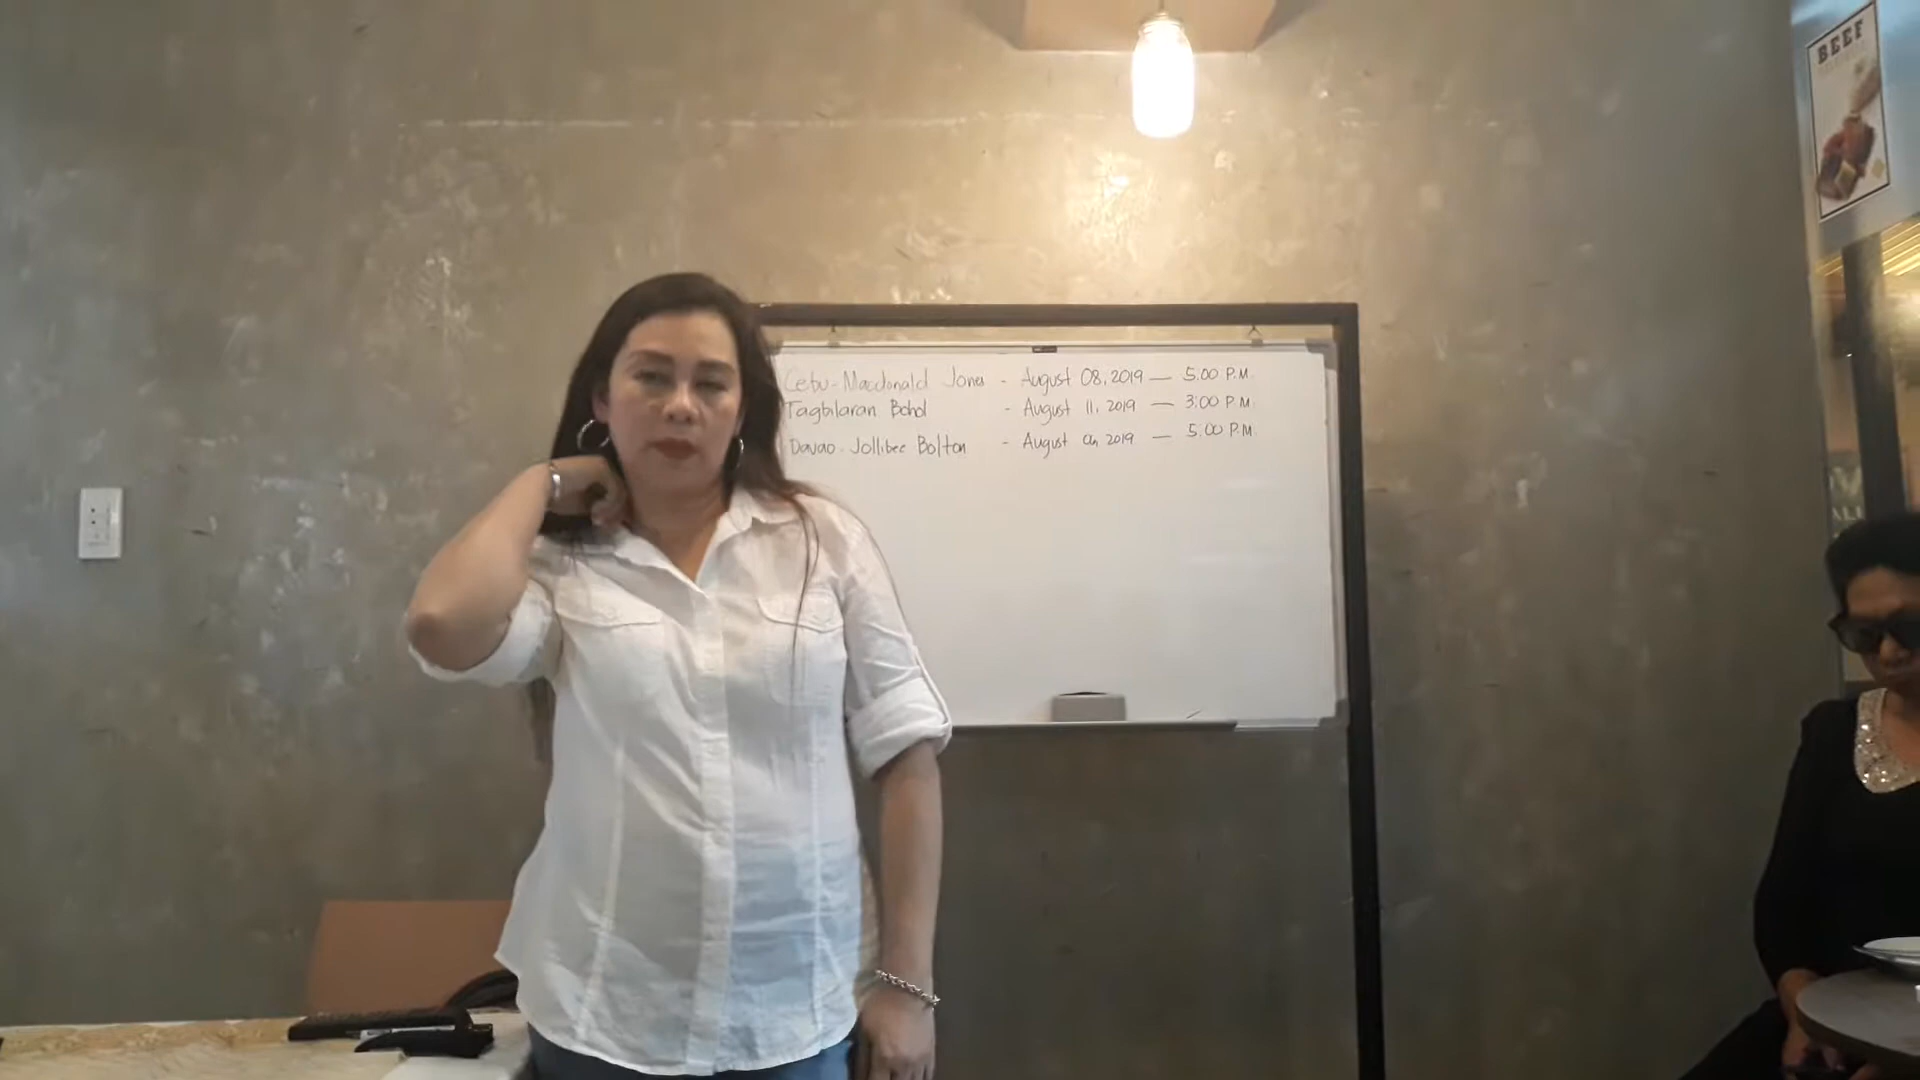 BEEF
Cebu - Macdonald Jones - August 08, 2019 — 5:00 P.M.
Tagbilaran Bohol - August 11, 2019 — 3:00 P.M.
Davao - Jollibee Bolton - August 2019 — 5:00 P.M.